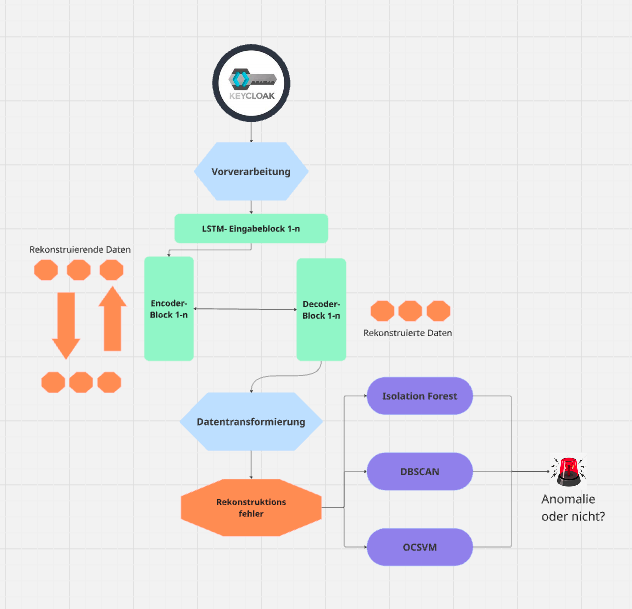 KEYCLOAK
Vorverarbeitung
LSTM- Eingabeblock 1-n
Rekonstruierende Daten
Encoder-
Block 1-n
Decoder-
Block 1-n
Rekonstruierte Daten
Isolation Forest
Datentransformierung
DBSCAN
Rekonstruktions
fehler
Anomalie
oder nicht?
OCSVM